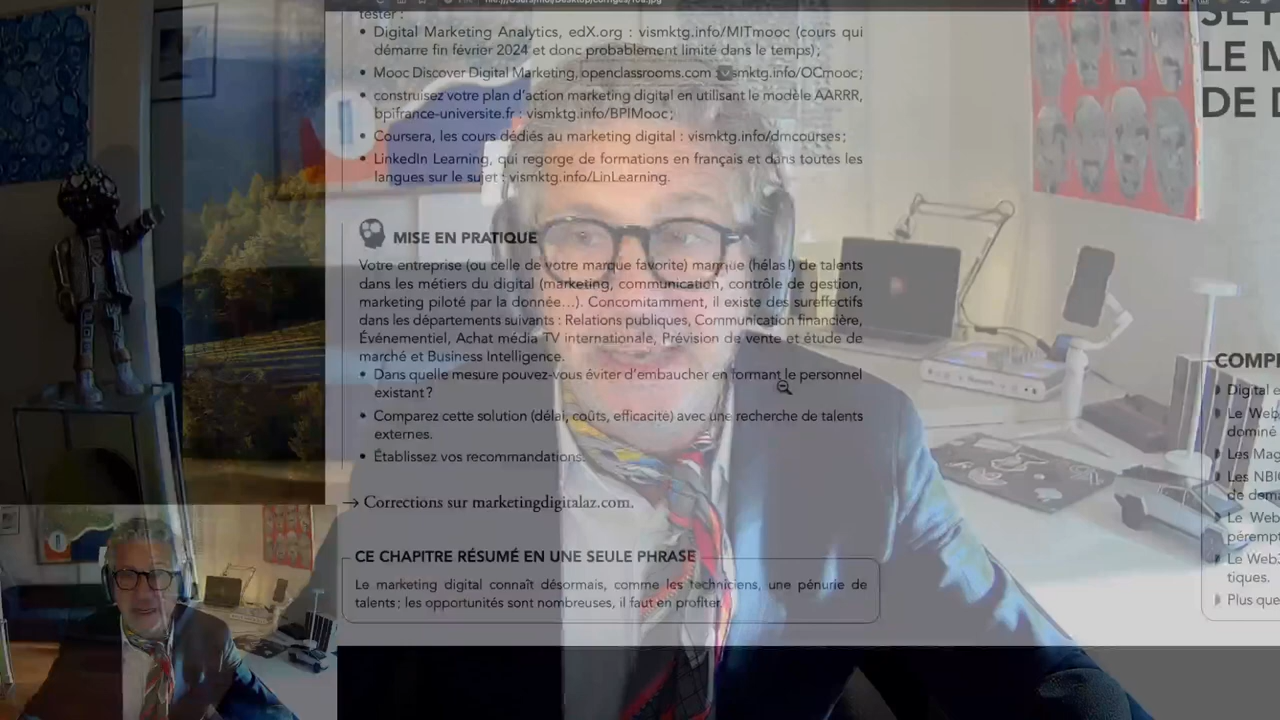 tester :
• Digital Marketing Analytics, edX.org : vismktg.info/MITmooc (cours qui
démarre fin février 2024 et donc probablement limité dans le temps) ;
• Mooc Discover Digital Marketing, openclassrooms.com smktg.info/OCmooc ;
• construisez votre plan d'action marketing digital en utilisant le modèle AARRR,
bpifrance-universite.fr : vismktg.info/BPIMooc ;
• Coursera, les cours dédiés au marketing digital : vismktg.info/dmcourses ;
• LinkedIn Learning, qui regorge de formations en français et dans toutes les
langues sur le sujet : vismktg.info/LinLearning.
MISE EN PRATIQUE
Votre entreprise (ou celle de votre marque favorite) manque (hélas !) de talents
dans les métiers du digital (marketing, communication, contrôle de gestion,
marketing piloté par la donnée…). Concomitamment, il existe des sureffectifs
dans les départements suivants : Relations publiques, Communication financière,
Événementiel, Achat média TV internationale, Prévision de vente et étude de
marché et Business Intelligence.
• Dans quelle mesure pouvez-vous éviter d'embaucher en formant le personnel
existant ?
• Comparez cette solution (délai, coûts, efficacité) avec une recherche de talents
externes.
• Établissez vos recommandations.
→ Corrections sur marketingdigitalaz.com.
CE CHAPITRE RÉSUMÉ EN UNE SEULE PHRASE
Le marketing digital connaît désormais, comme les techniciens, une pénurie de
talents ; les opportunités sont nombreuses, il faut en profiter.
LE M
DE D
COMPR
Digital e
Le Web
dominé
Les Mag
Les NBI
de dem
Le Web
pérempt
Le Web
tiques.
Plus que